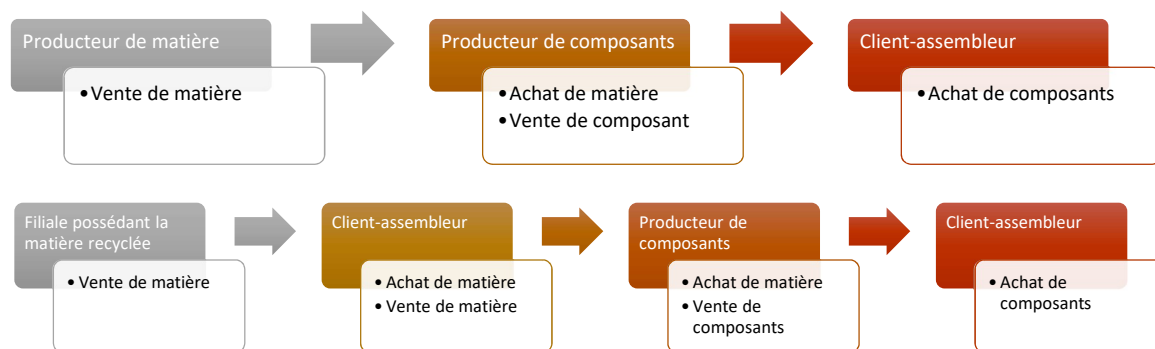 Producteur de matière
Producteur de composants
Client-assembleur
•Vente de matière
•Achat de matière
•Vente de composant
•Achat de composants
Filiale possédant la
matière recyclée
•Vente de matière
Client-assembleur
•Achat de matière
•Vente de matière
Producteur de
composants
•Achat de matière
•Vente de
composants
Client-assembleur
•Achat de
composants